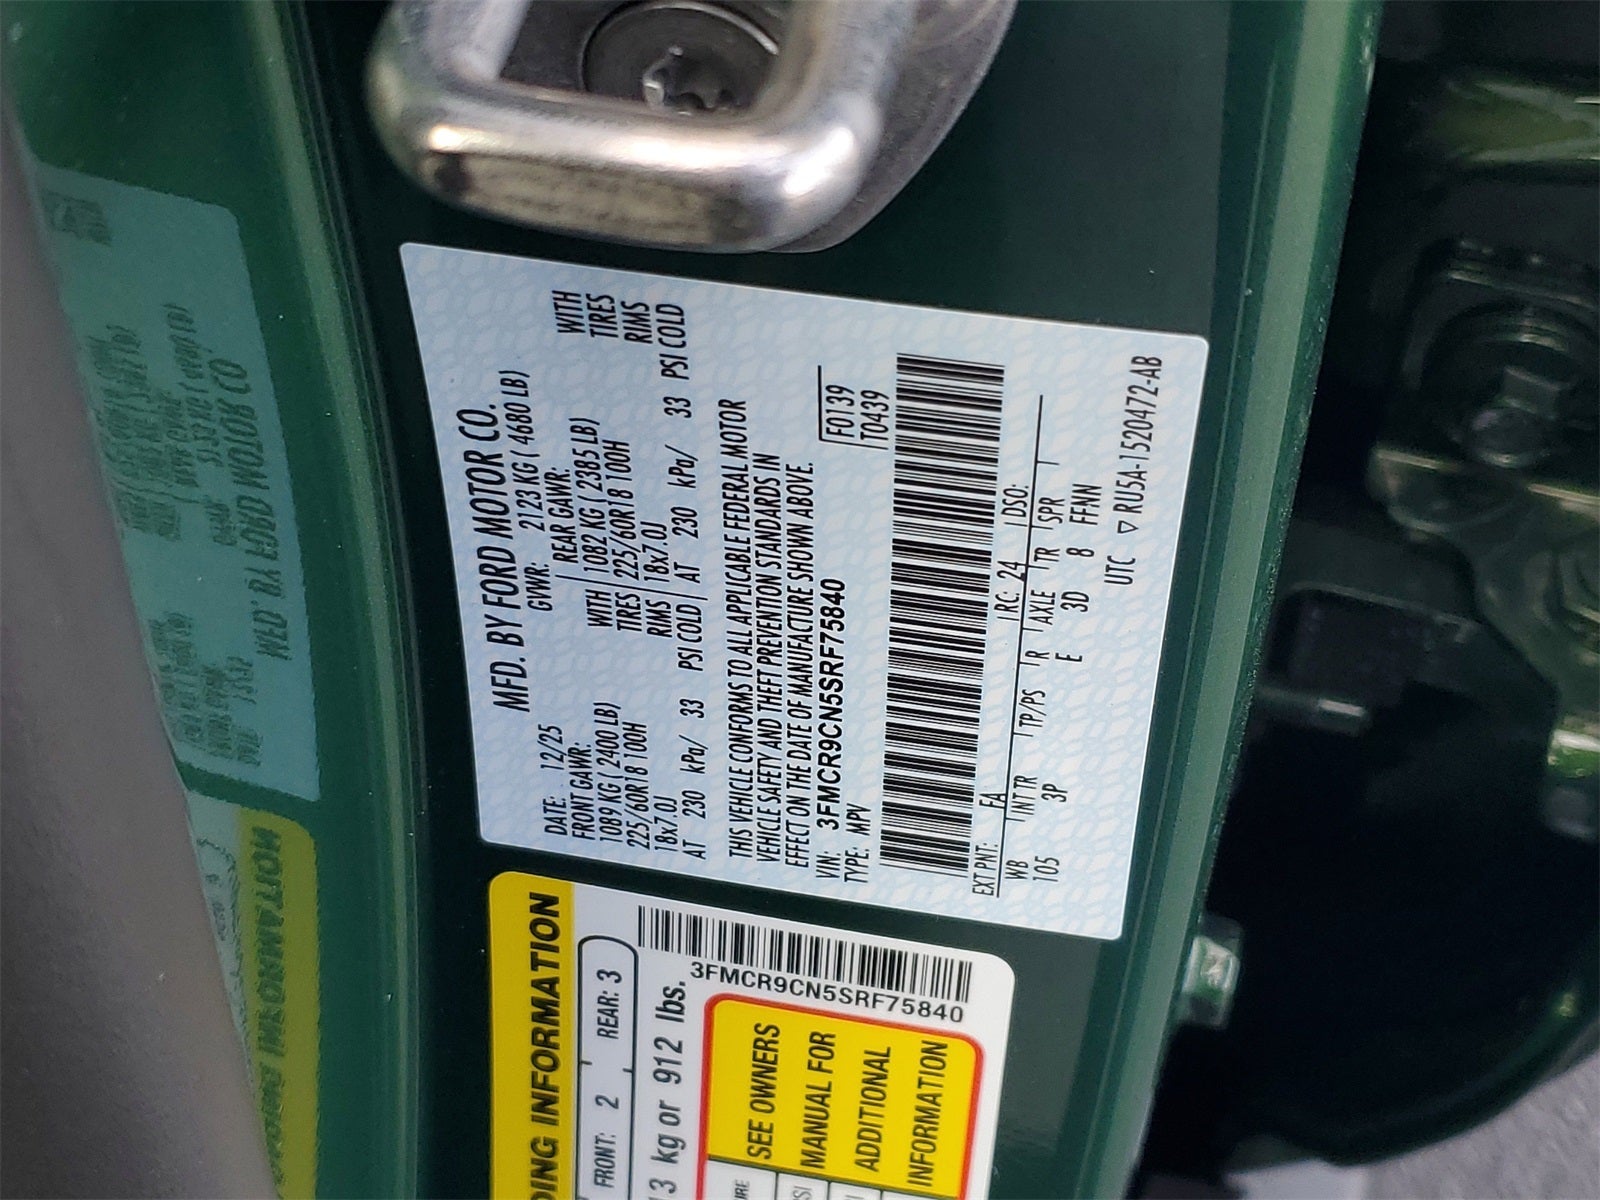 MFD. BY FORD MOTOR CO.
DATE: 12/25 GVWR: 2123 KG ( 4680 LB)
FRONT GAWR: REAR GAWR: WITH
1089 KG ( 2400 LB) WITH 1082 KG ( 2385 LB) TIRES
225/60R18 100H TIRES 225/60R18 100H RIMS
18x7.0J RIMS 18x7.0J
AT 230 kPa/ 33 PSI COLD AT 230 kPa/ 33 PSI COLD
THIS VEHICLE CONFORMS TO ALL APPLICABLE FEDERAL MOTOR
VEHICLE SAFETY AND THEFT PREVENTION STANDARDS IN
EFFECT ON THE DATE OF MANUFACTURE SHOWN ABOVE.
VIN: 3FMCR9CN5SRF75840 F0139
TYPE: MPV T0439
EXT PNT: FA RC: 24 DSO:
WB INTR TP/PS R AXLE TR SPR
105 3P E 3D 8 FFMN
UTC ▽ RU5A-1520472-AB
DING INFORMATION
FRONT: 2 REAR: 3
3 kg or 912 lbs.
3FMCR9CN5SRF75840
SEE OWNERS
MANUAL FOR
ADDITIONAL
INFORMATION